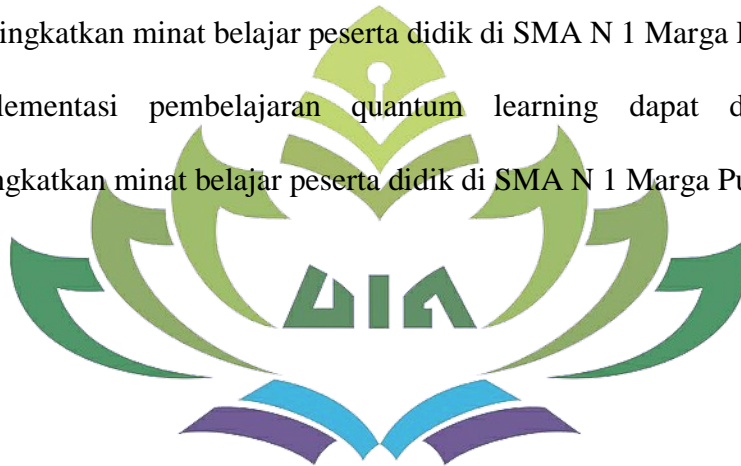 ingkatkan minat belajar peserta didik di SMA N 1 Marga
lementasi pembelajaran quantum learning dapat d
ngkatkan minat belajar peserta didik di SMA N 1 Marga Pu
UIN